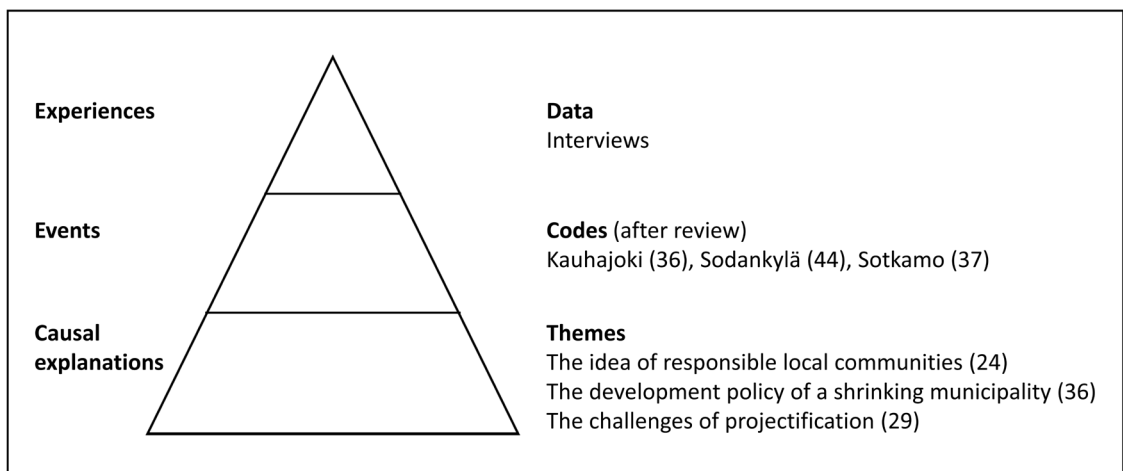 Experiences
Data
Interviews
Events
Codes (after review)
Kauhajoki (36), Sodankylä (44), Sotkamo (37)
Causal
explanations
Themes
The idea of responsible local communities (24)
The development policy of a shrinking municipality (36)
The challenges of projectification (29)